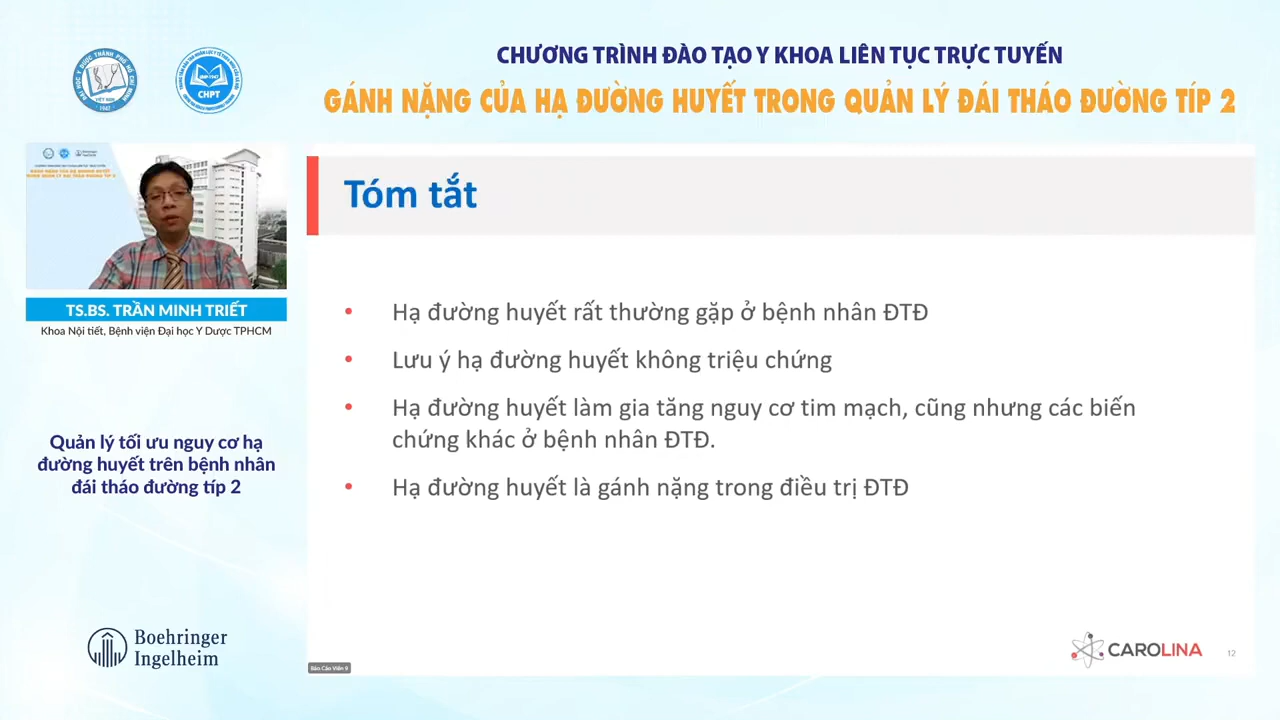 CHƯƠNG TRÌNH ĐÀO TẠO Y KHOA LIÊN TỤC TRỰC TUYẾN
GÁNH NẶNG CỦA HẠ ĐƯỜNG HUYẾT TRONG QUẢN LÝ ĐÁI THÁO ĐƯỜNG TÍP 2
CHPT
TS.BS. TRẦN MINH TRIẾT
Khoa Nội tiết, Bệnh viện Đại học Y Dược TPHCM
Quản lý tối ưu nguy cơ hạ
đường huyết trên bệnh nhân
đái tháo đường típ 2
Boehringer
Ingelheim
Tóm tắt
• Hạ đường huyết rất thường gặp ở bệnh nhân ĐTĐ
• Lưu ý hạ đường huyết không triệu chứng
• Hạ đường huyết làm gia tăng nguy cơ tim mạch, cũng nhưng các biến
chứng khác ở bệnh nhân ĐTĐ.
• Hạ đường huyết là gánh nặng trong điều trị ĐTĐ
Báo Cáo Viên 9
CAROLINA
12